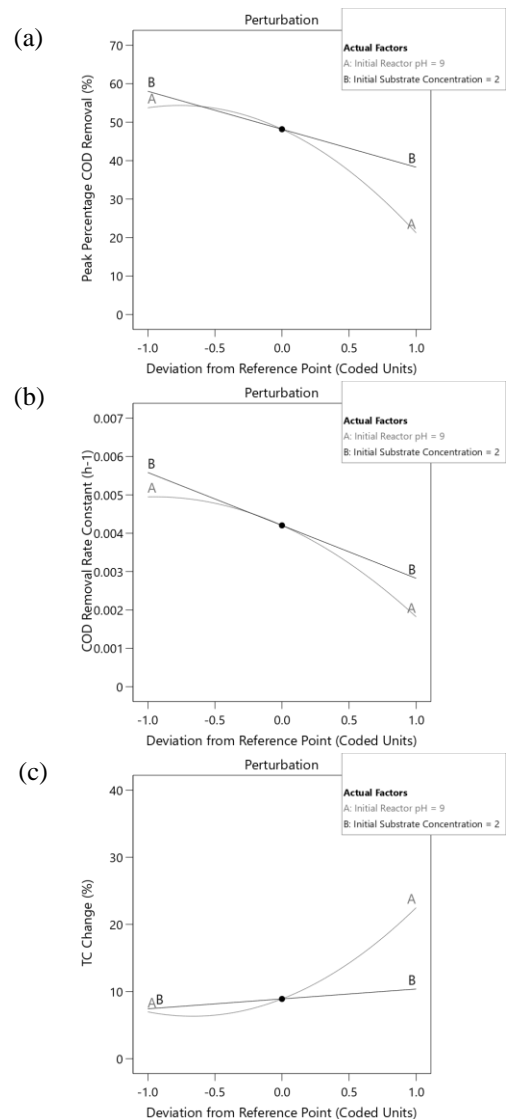 (a)
Perturbation
Actual Factors
A: Initial Reactor pH = 9
B: Initial Substrate Concentration = 2
Peak Percentage COD Removal (%)
70
60
50
40
30
20
10
0
B
A
B
A
-1.0 -0.5 0.0 0.5 1.0
Deviation from Reference Point (Coded Units)
(b)
Perturbation
Actual Factors
A: Initial Reactor pH = 9
B: Initial Substrate Concentration = 2
COD Removal Rate Constant (h-1)
0.007
0.006
0.005
0.004
0.003
0.002
0.001
0
B
A
B
A
-1.0 -0.5 0.0 0.5 1.0
Deviation from Reference Point (Coded Units)
(c)
Perturbation
Actual Factors
A: Initial Reactor pH = 9
B: Initial Substrate Concentration = 2
TC Change (%)
40
30
20
10
0
A
A B
B
-1.0 -0.5 0.0 0.5 1.0
Deviation from Reference Point (Coded Units)